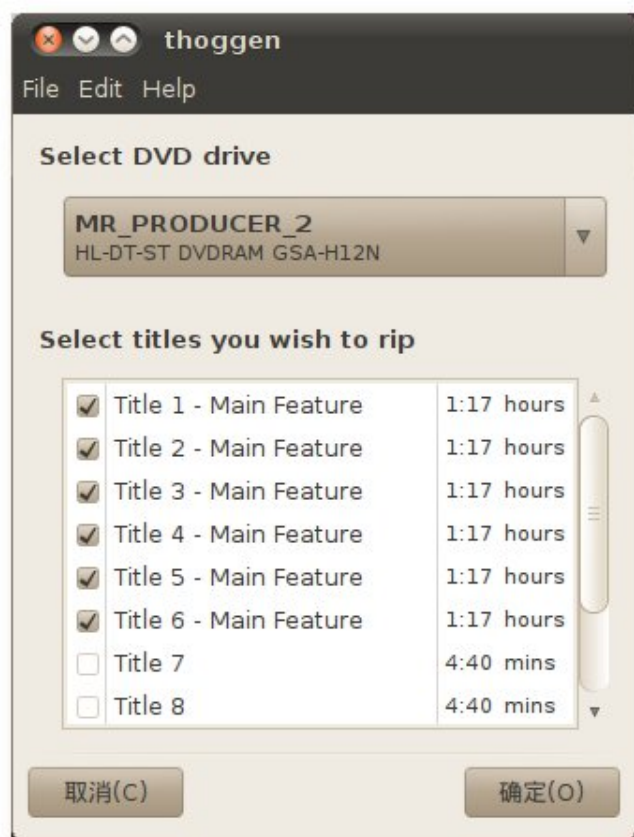 thoggen
File Edit Help
Select DVD drive
MR_PRODUCER_2
HL-DT-ST DVDRAM GSA-H12N
Select titles you wish to rip
Title 1 - Main Feature 1:17 hours
Title 2 - Main Feature 1:17 hours
Title 3 - Main Feature 1:17 hours
Title 4 - Main Feature 1:17 hours
Title 5 - Main Feature 1:17 hours
Title 6 - Main Feature 1:17 hours
Title 7 4:40 mins
Title 8 4:40 mins
取消(C) 确定(O)